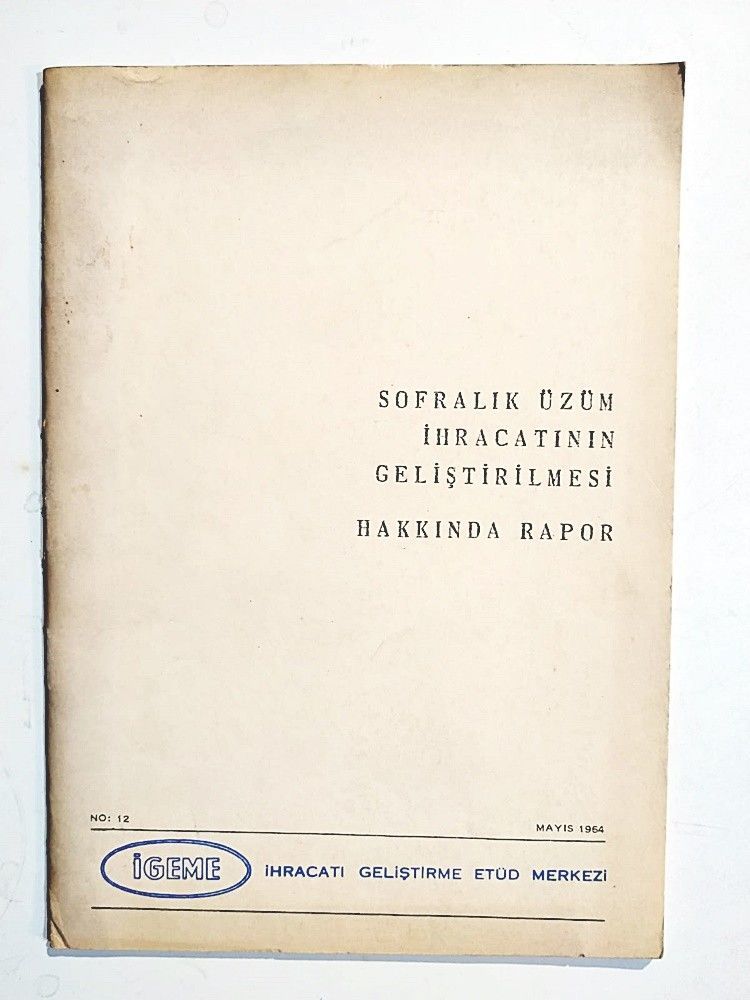 SOFRALIK ÜZÜM
İHRACATININ
GELİŞTİRİLMESİ
HAKKINDA RAPOR
NO: 12
MAYIS 1964
İGEME
İHRACATI GELİŞTİRME ETÜD MERKEZİ